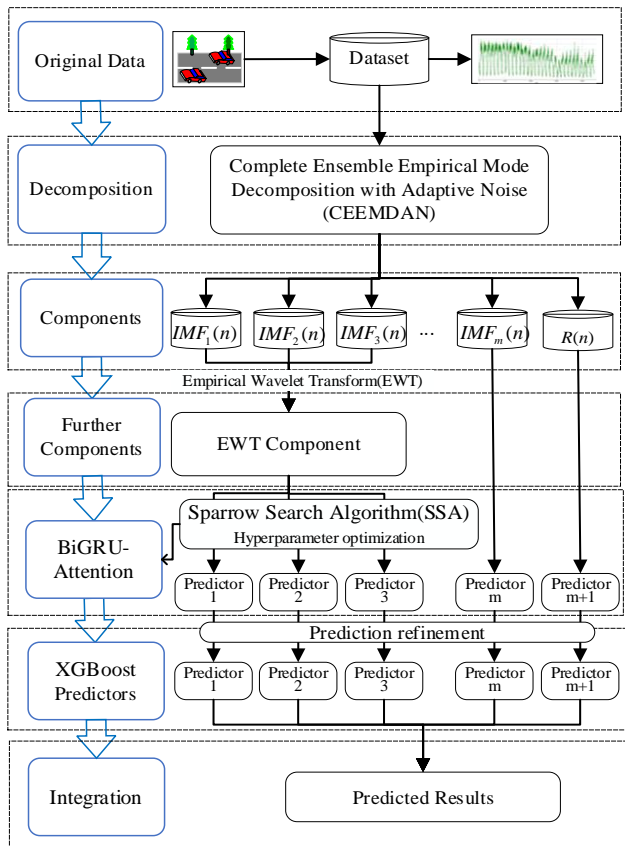 Original Data
Dataset
Decomposition
Complete Ensemble Empirical Mode
Decomposition with Adaptive Noise
(CEEMDAN)
Components
IMF₁(n)
IMF₂(n)
IMF₃(n)
...
IMFₘ(n)
R(n)
Empirical Wavelet Transform(EWT)
Further
Components
EWT Component
BiGRU-
Attention
Sparrow Search Algorithm(SSA)
Hyperparameter optimization
Predictor
1
Predictor
2
Predictor
3
Predictor
m
Predictor
m+1
Prediction refinement
XGBoost
Predictors
Predictor
1
Predictor
2
Predictor
3
Predictor
m
Predictor
m+1
Integration
Predicted Results